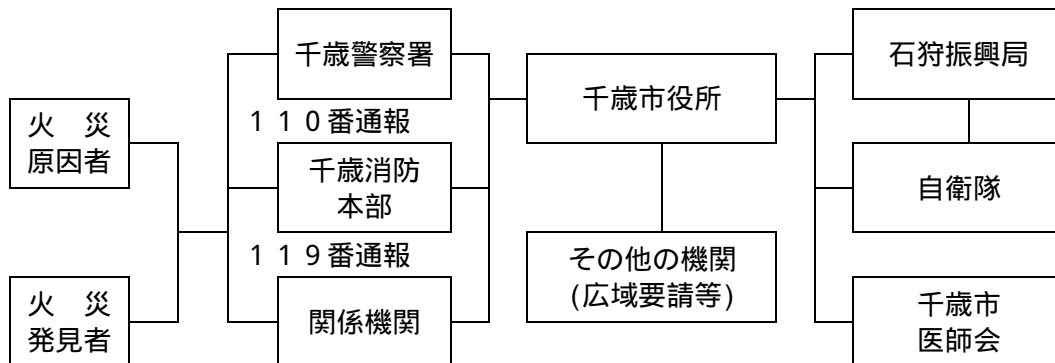 火　災
原因者
火　災
発見者
千歳警察署
１１０番通報
千歳消防
本部
１１９番通報
関係機関
千歳市役所
その他の機関
(広域要請等)
石狩振興局
自衛隊
千歳市
医師会